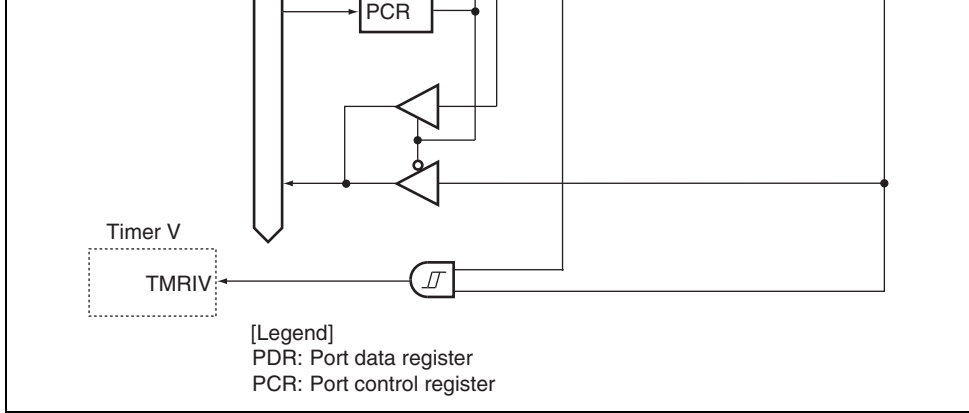 PCR
Timer V
TMRIV
[Legend]
PDR: Port data register
PCR: Port control register